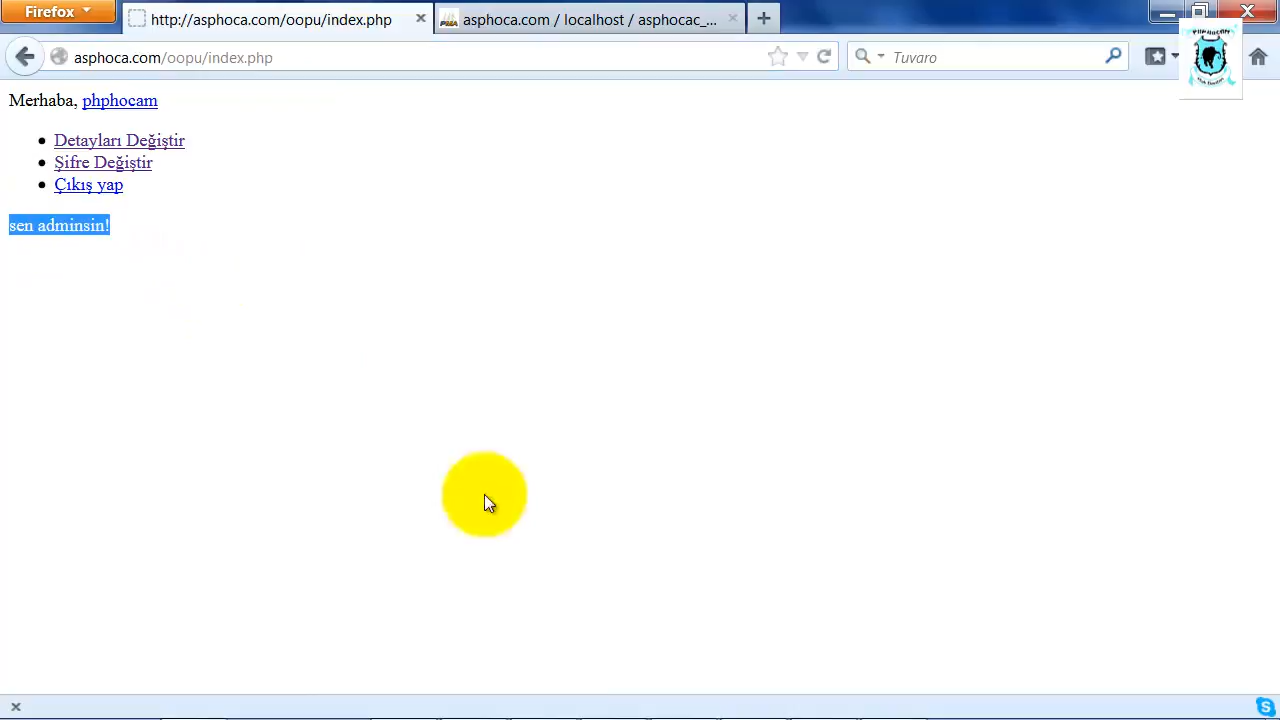 Firefox
http://asphoca.com/oopu/index.php
asphoca.com / localhost / asphocac_...
asphoca.com/oopu/index.php
Tuvaro
Merhaba, phphocam
Detayları Değiştir
Şifre Değiştir
Çıkış yap
sen adminsin!